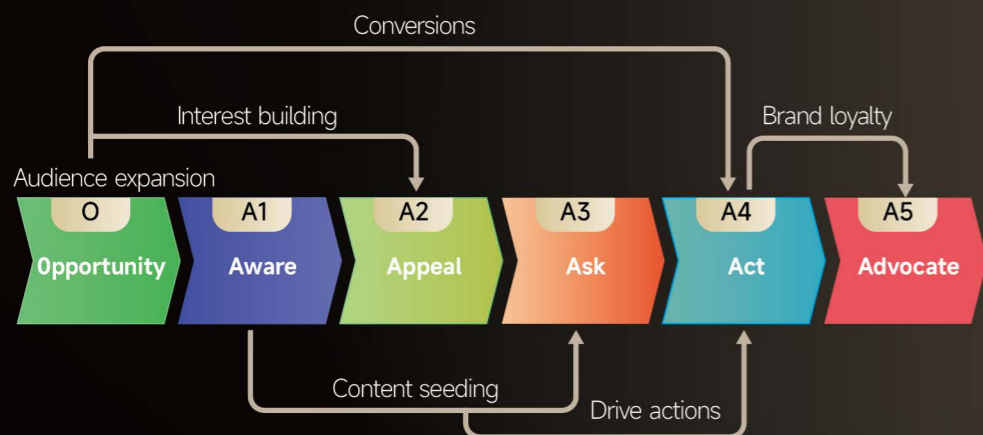 Conversions
Interest building
Brand loyalty
Audience expansion
O
A1
A2
A3
A4
A5
0pportunity
Aware
Appeal
Ask
Act
Advocate
Content seeding
Drive actions